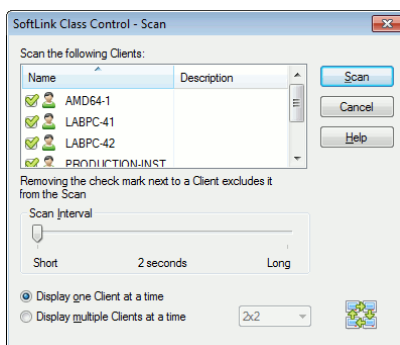 SoftLink Class Control - Scan
Scan the following Clients:
Name Description
AMD64-1
LABPC-41
LABPC-42
PRODUCTION-INST
Scan
Cancel
Help
Removing the check mark next to a Client excludes it
from the Scan
Scan Interval
Short 2 seconds Long
Display one Client at a time
Display multiple Clients at a time 2x2